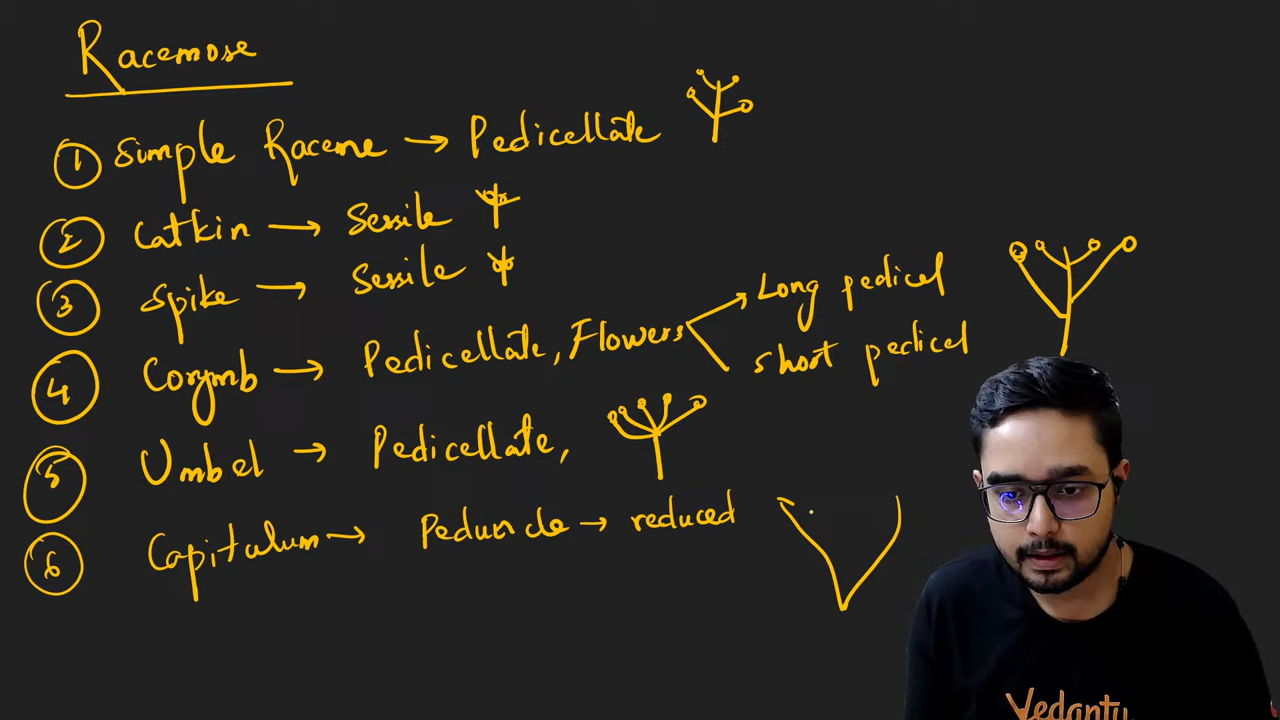 Racemose
① Simple Raceme → Pedicellate
② Catkin → Sessile
③ Spike → Sessile
④ Corymb → Pedicellate, Flowers
Long pedicel
short pedicel
⑤ Umbel → Pedicellate,
⑥ Capitulum → Peduncle → reduced
Vedantu